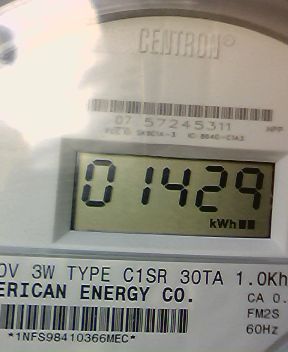 CENTRON®
07 57245311 HPP
01429
kWh
0V 3W TYPE C1SR 30TA 1.0Kh
ERICAN ENERGY CO.
CA 0.
FM2S
60Hz
*1NFS98410366MEC*